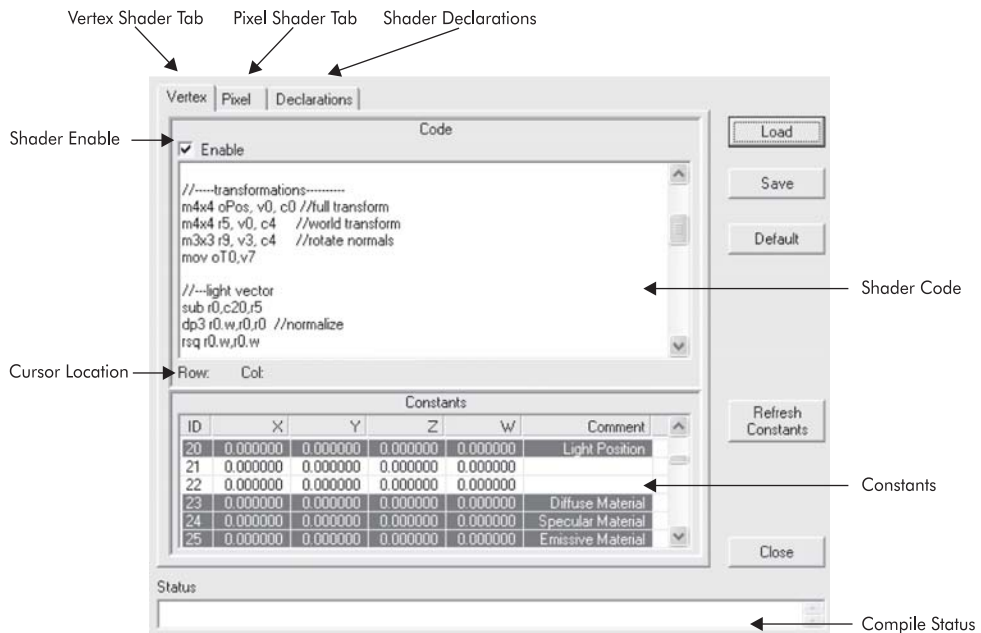 Vertex Shader Tab Pixel Shader Tab Shader Declarations
Vertex Pixel Declarations
Code
Load
Shader Enable
Enable
Save
//-----transformations----------
m4x4 oPos, v0, c0 //full transform
m4x4 r5, v0, c4 //world transform
m3x3 r9, v3, c4 //rotate normals
Default
mov oT0,v7
//---light vector
Shader Code
sub r0,c20,r5
dp3 r0.w,r0,r0 //normalize
rsq r0.w,r0.w
Cursor Location
Row: Col:
Constants
Refresh
Constants
ID X Y Z W Comment
20 0.000000 0.000000 0.000000 0.000000 Light Position
21 0.000000 0.000000 0.000000 0.000000
22 0.000000 0.000000 0.000000 0.000000
Constants
23 0.000000 0.000000 0.000000 0.000000 Diffuse Material
24 0.000000 0.000000 0.000000 0.000000 Specular Material
25 0.000000 0.000000 0.000000 0.000000 Emissive Material
Close
Status
Compile Status